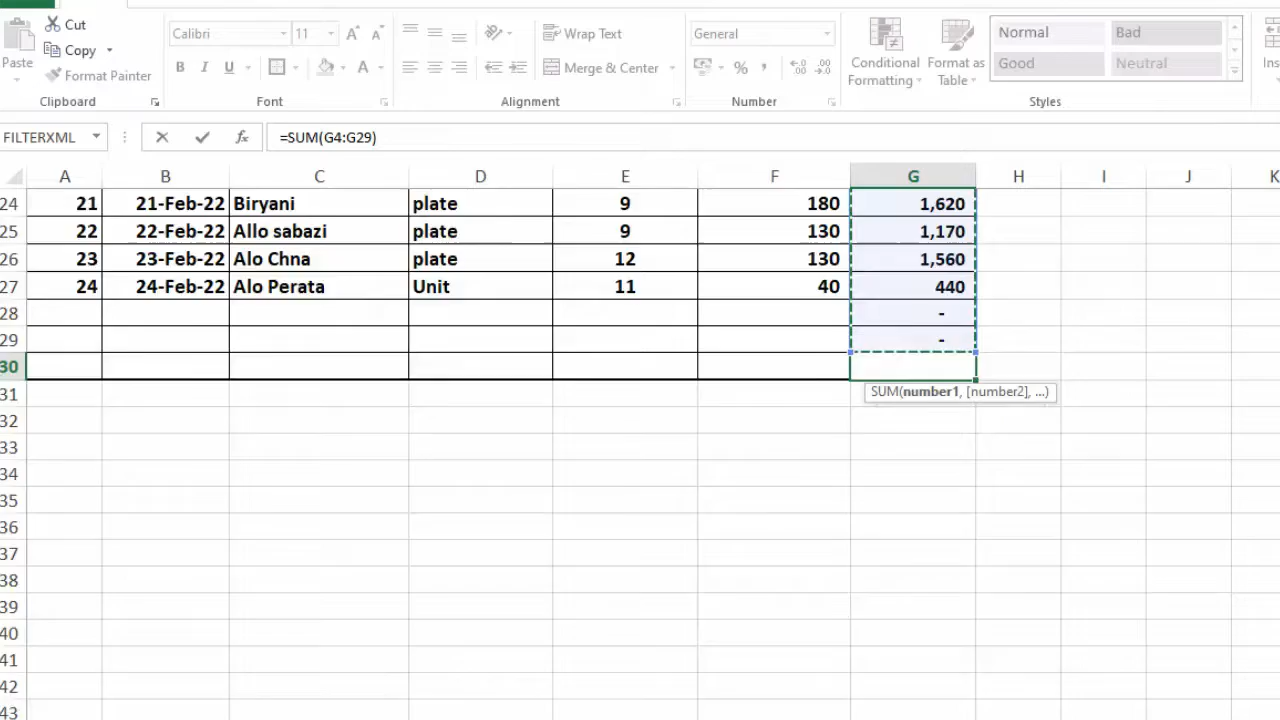 Cut
Copy
Format Painter
Paste
Clipboard
Calibri 11 A A
B I U A
Font
Wrap Text
Merge & Center
Alignment
General
% ,
Number
Conditional Formatting
Format as Table
Normal Bad
Good Neutral
Styles
FILTERXML fx =SUM(G4:G29)
A B C D E F G H I J K
24 21 21-Feb-22 Biryani plate 9 180 1,620
25 22 22-Feb-22 Allo sabazi plate 9 130 1,170
26 23 23-Feb-22 Alo Chna plate 12 130 1,560
27 24 24-Feb-22 Alo Perata Unit 11 40 440
28 -
29 -
30
SUM(number1, [number2], ...)
31
32
33
34
35
36
37
38
39
40
41
42
43